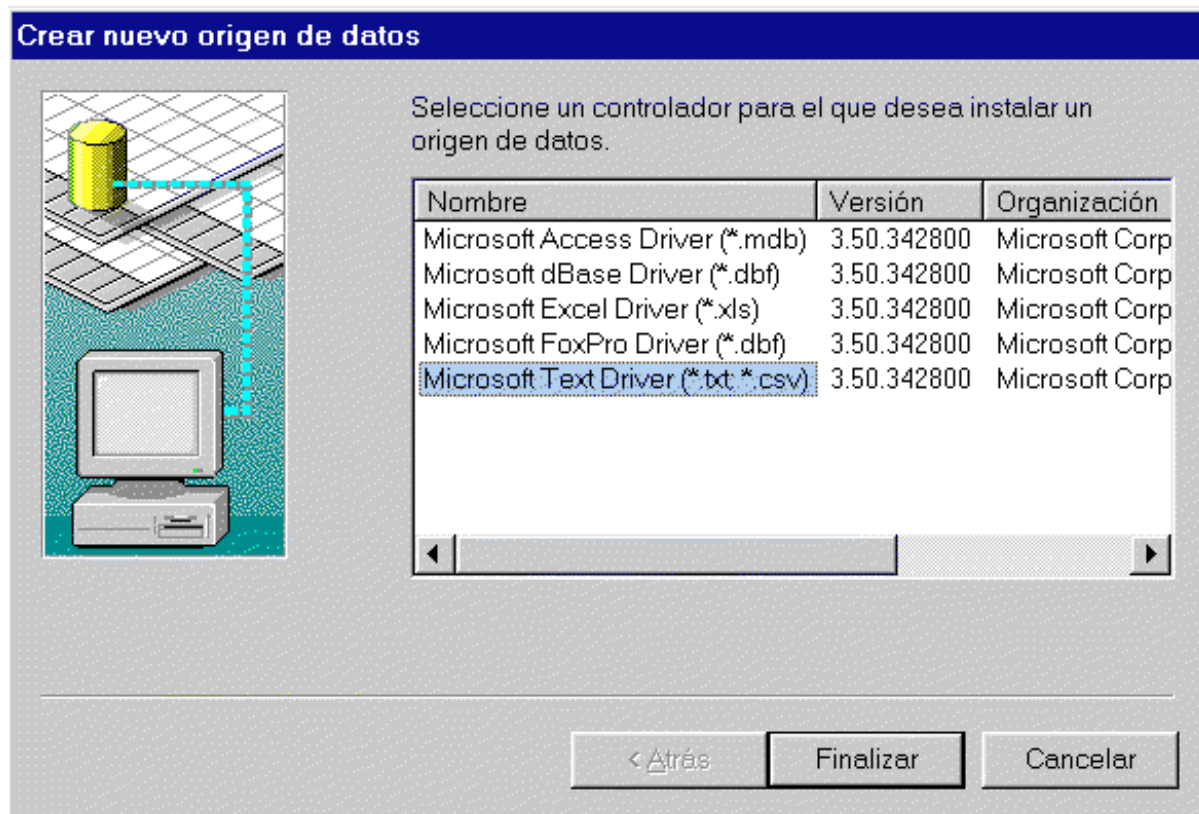 Crear nuevo origen de datos
Seleccione un controlador para el que desea instalar un
origen de datos.
Nombre Versión Organización
Microsoft Access Driver (*.mdb) 3.50.342800 Microsoft Corp
Microsoft dBase Driver (*.dbf) 3.50.342800 Microsoft Corp
Microsoft Excel Driver (*.xls) 3.50.342800 Microsoft Corp
Microsoft FoxPro Driver (*.dbf) 3.50.342800 Microsoft Corp
Microsoft Text Driver (*.txt; *.csv) 3.50.342800 Microsoft Corp
< Atrás Finalizar Cancelar